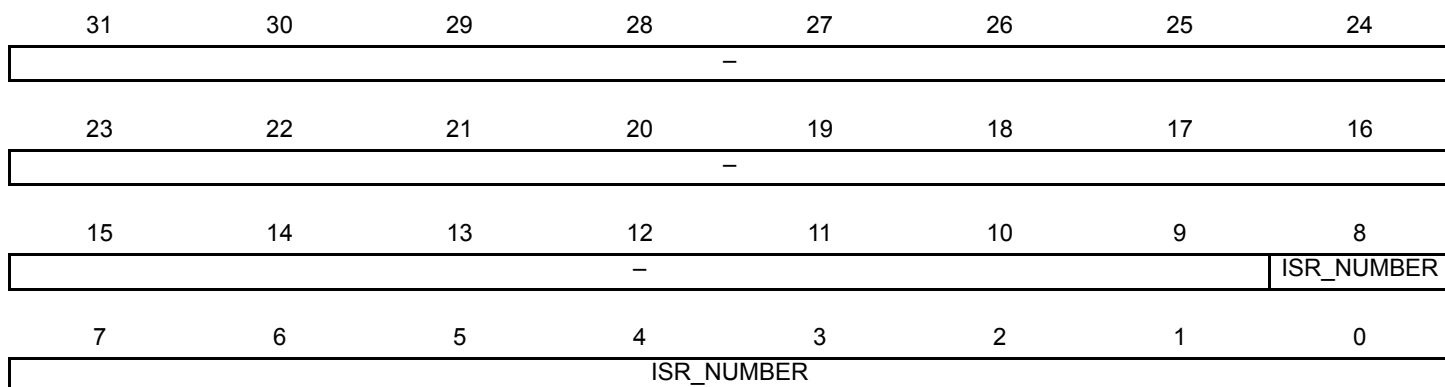 31 30 29 28 27 26 25 24
–
23 22 21 20 19 18 17 16
–
15 14 13 12 11 10 9 8
– ISR_NUMBER
7 6 5 4 3 2 1 0
ISR_NUMBER